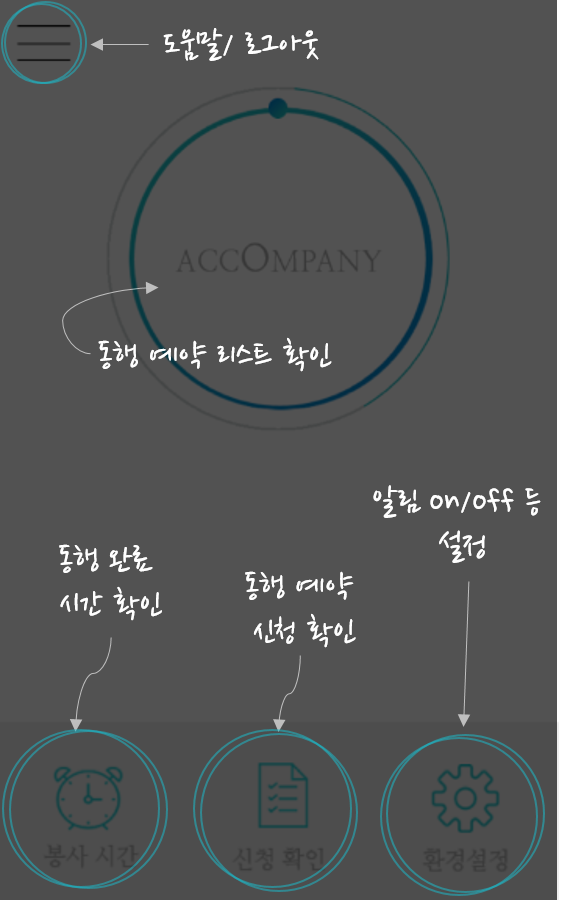 도움말/ 로그아웃
ACCOMPANY
동행 예약 리스트 확인
알림 on/off 등
설정
동행 완료
시간 확인
동행 예약
신청 확인
봉사 시간
신청 확인
환경설정